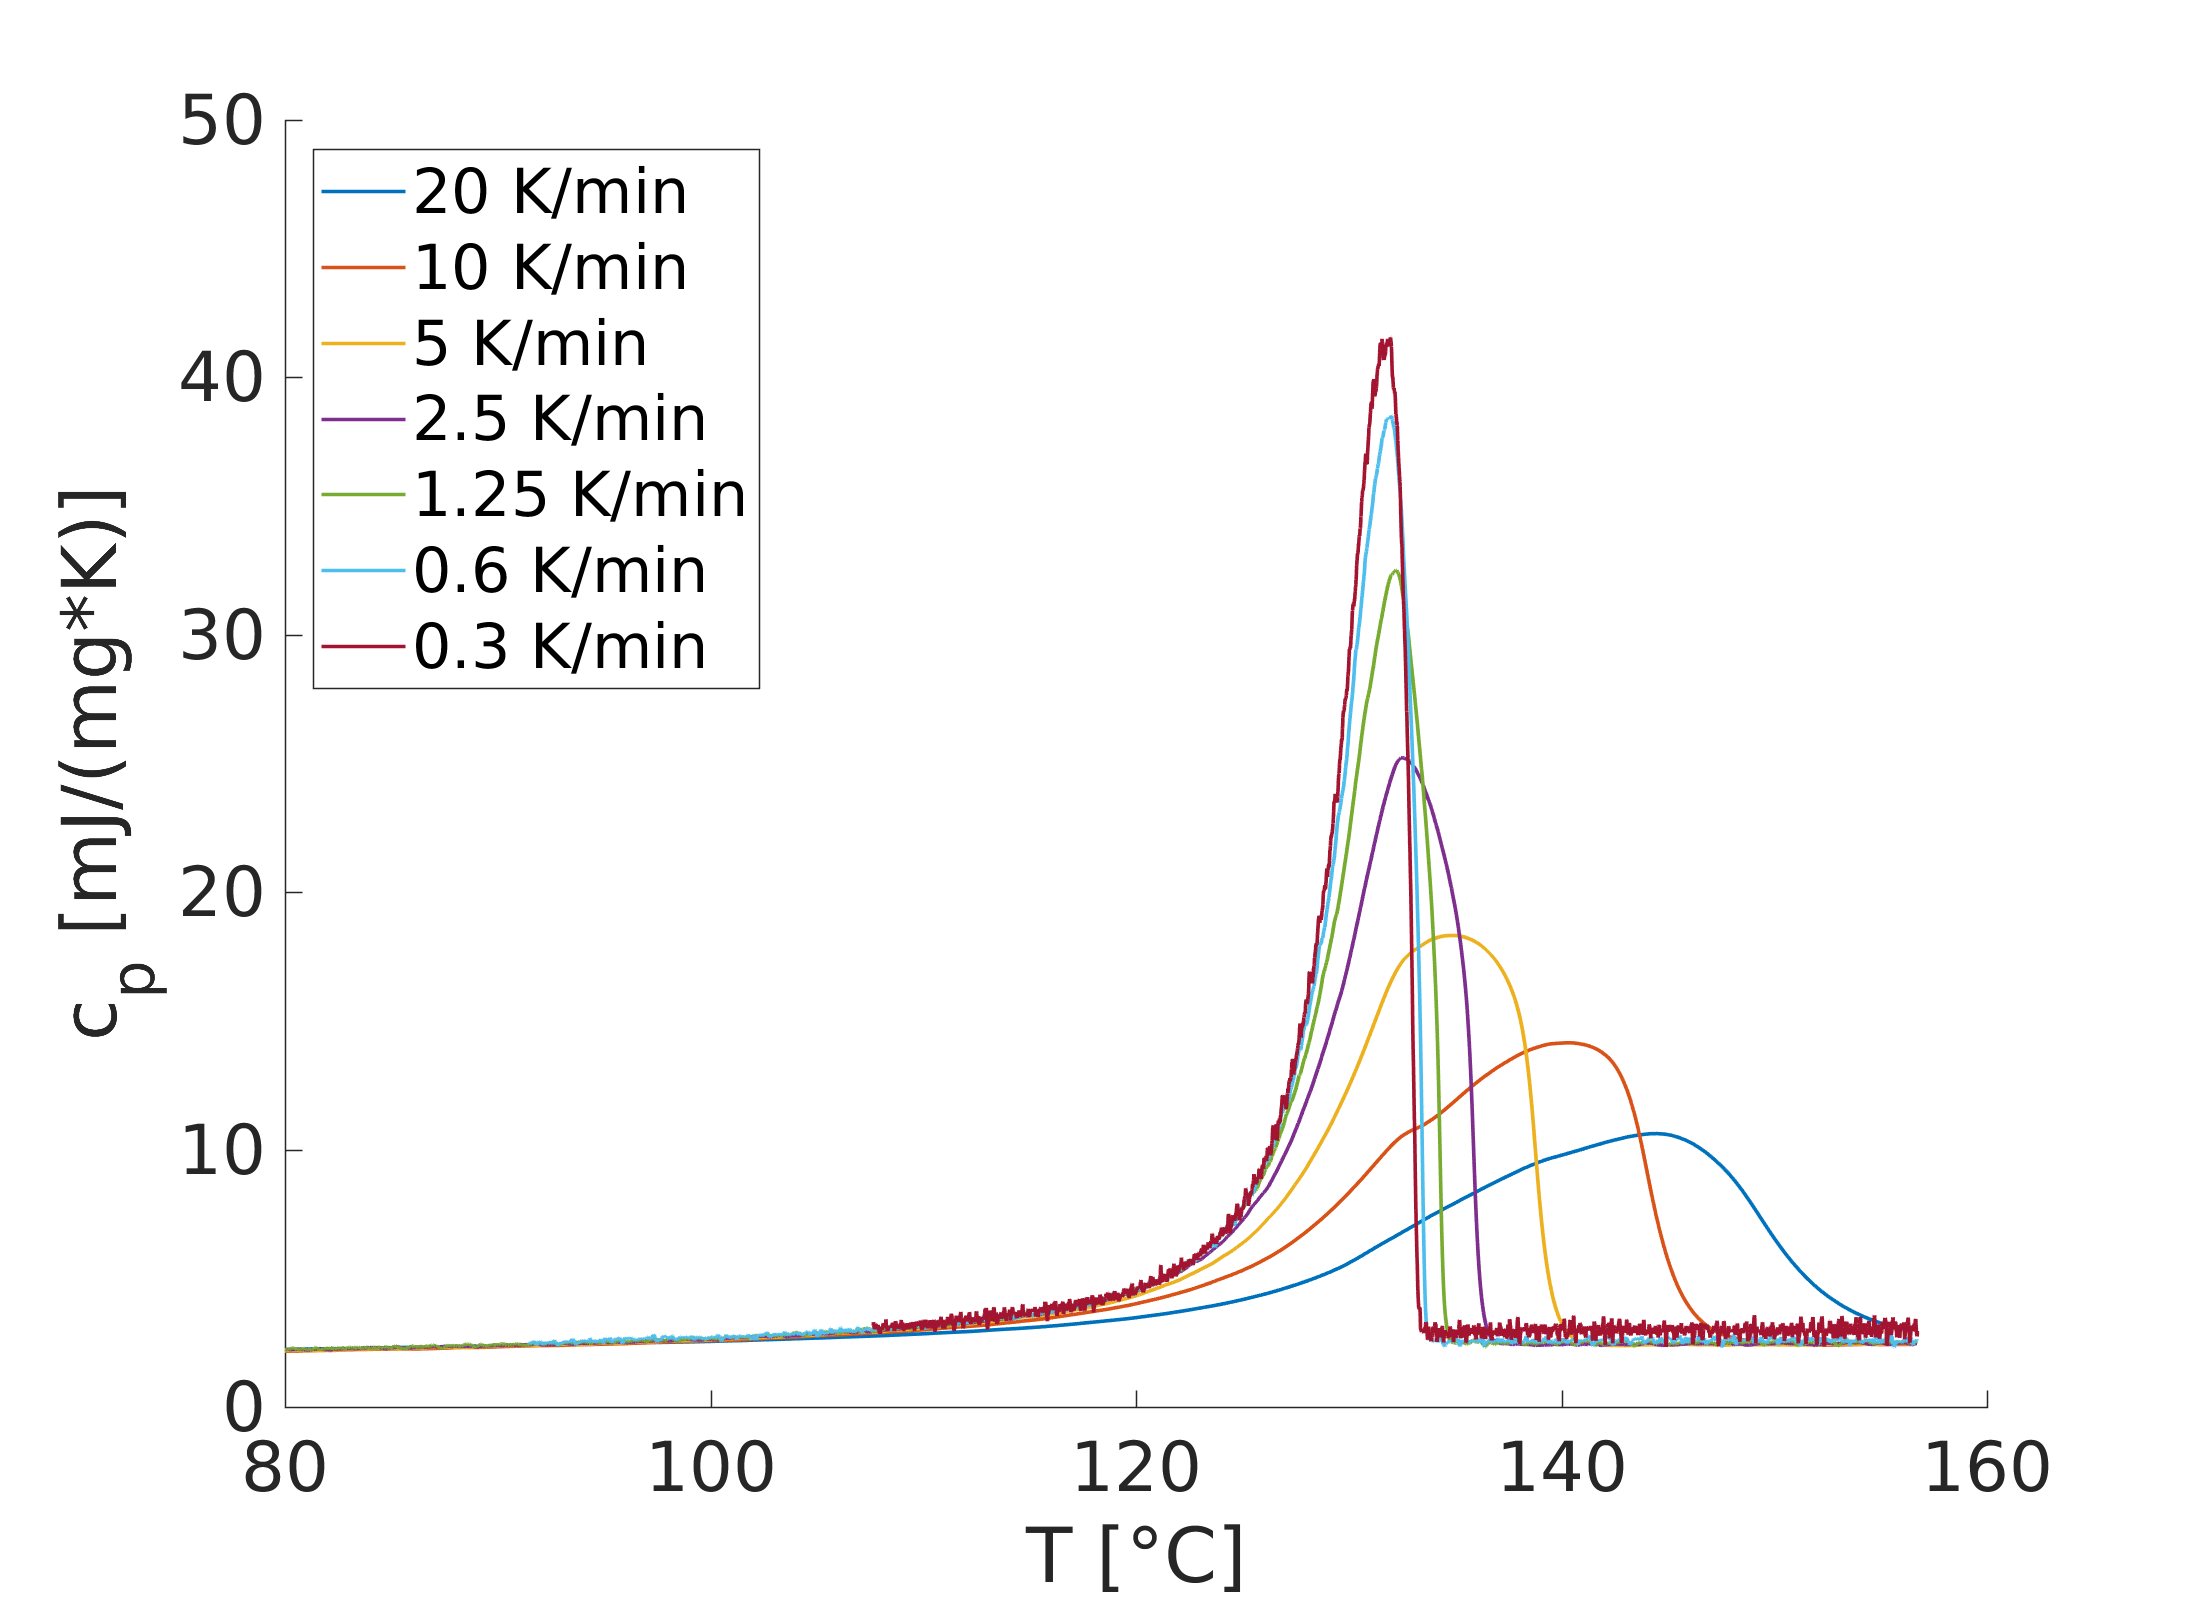 50
40
30
20
10
0
c_p [mJ/(mg*K)]
20 K/min
10 K/min
5 K/min
2.5 K/min
1.25 K/min
0.6 K/min
0.3 K/min
80 100 120 140 160
T [°C]